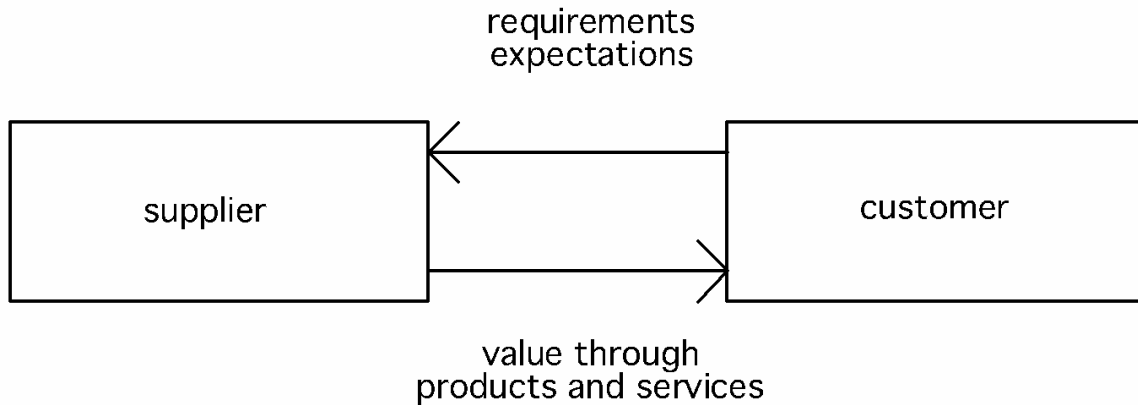 requirements
expectations
supplier
customer
value through
products and services